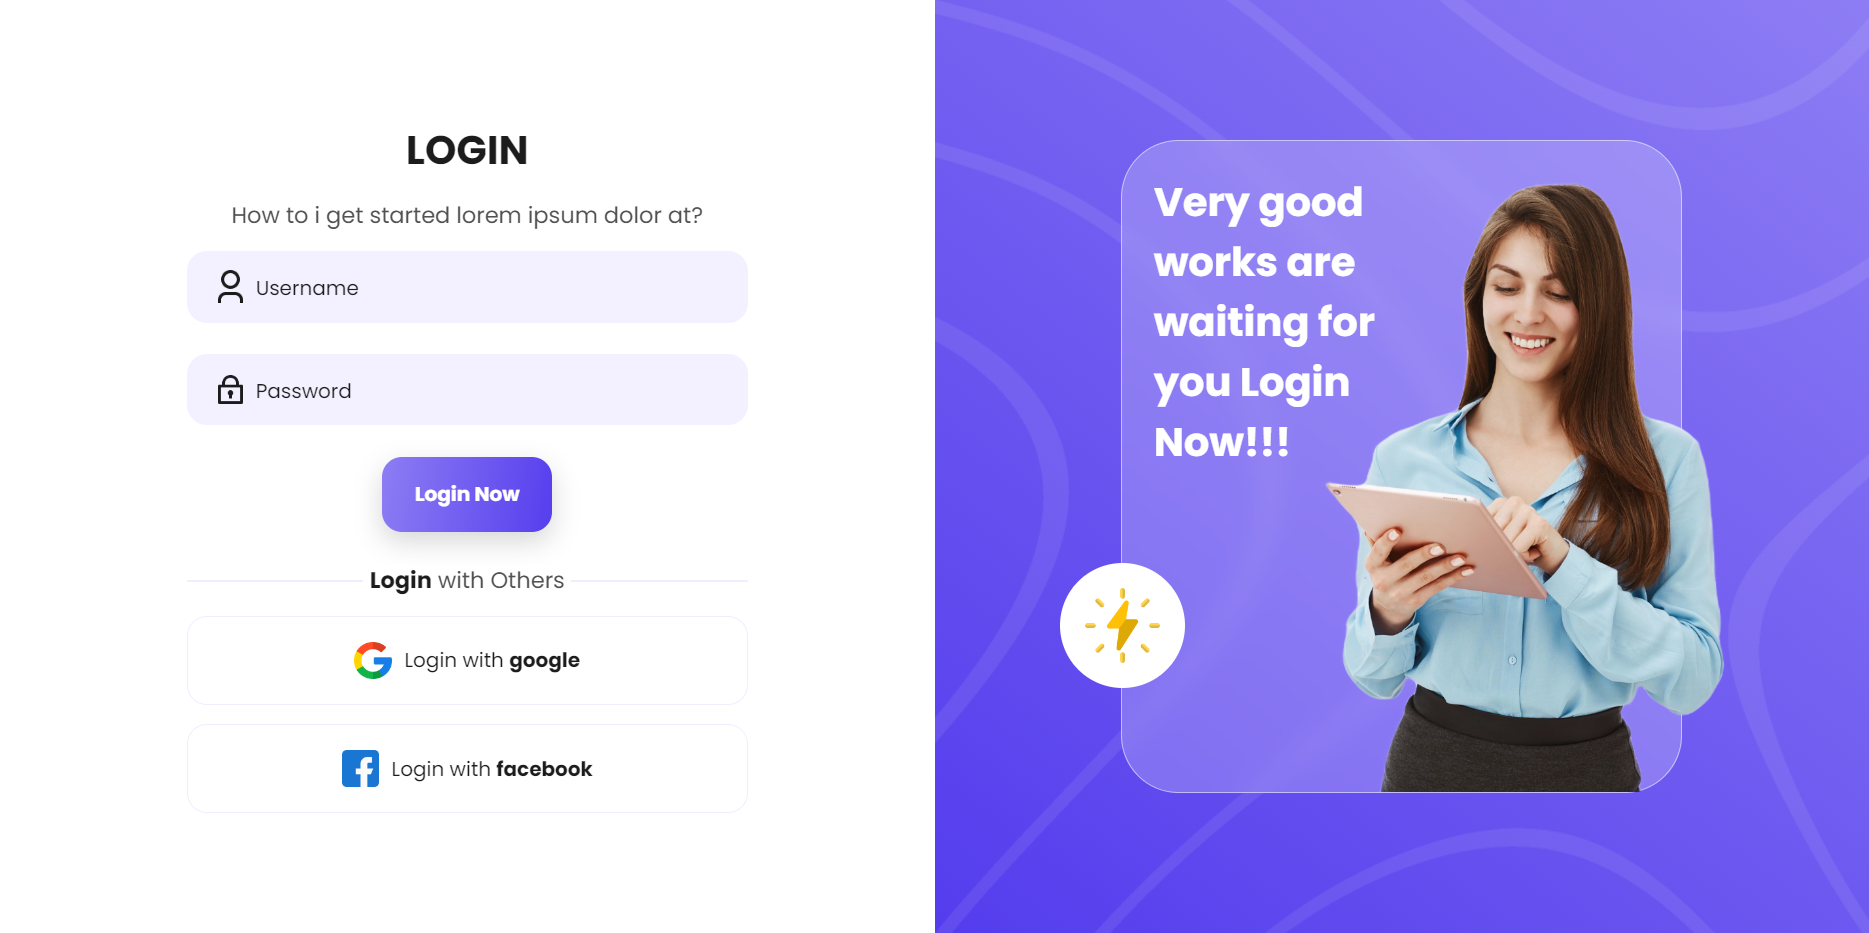 LOGIN
How to i get started lorem ipsum dolor at?
Username
Password
Login Now
Login with Others
Login with google
Login with facebook
Very good
works are
waiting for
you Login
Now!!!